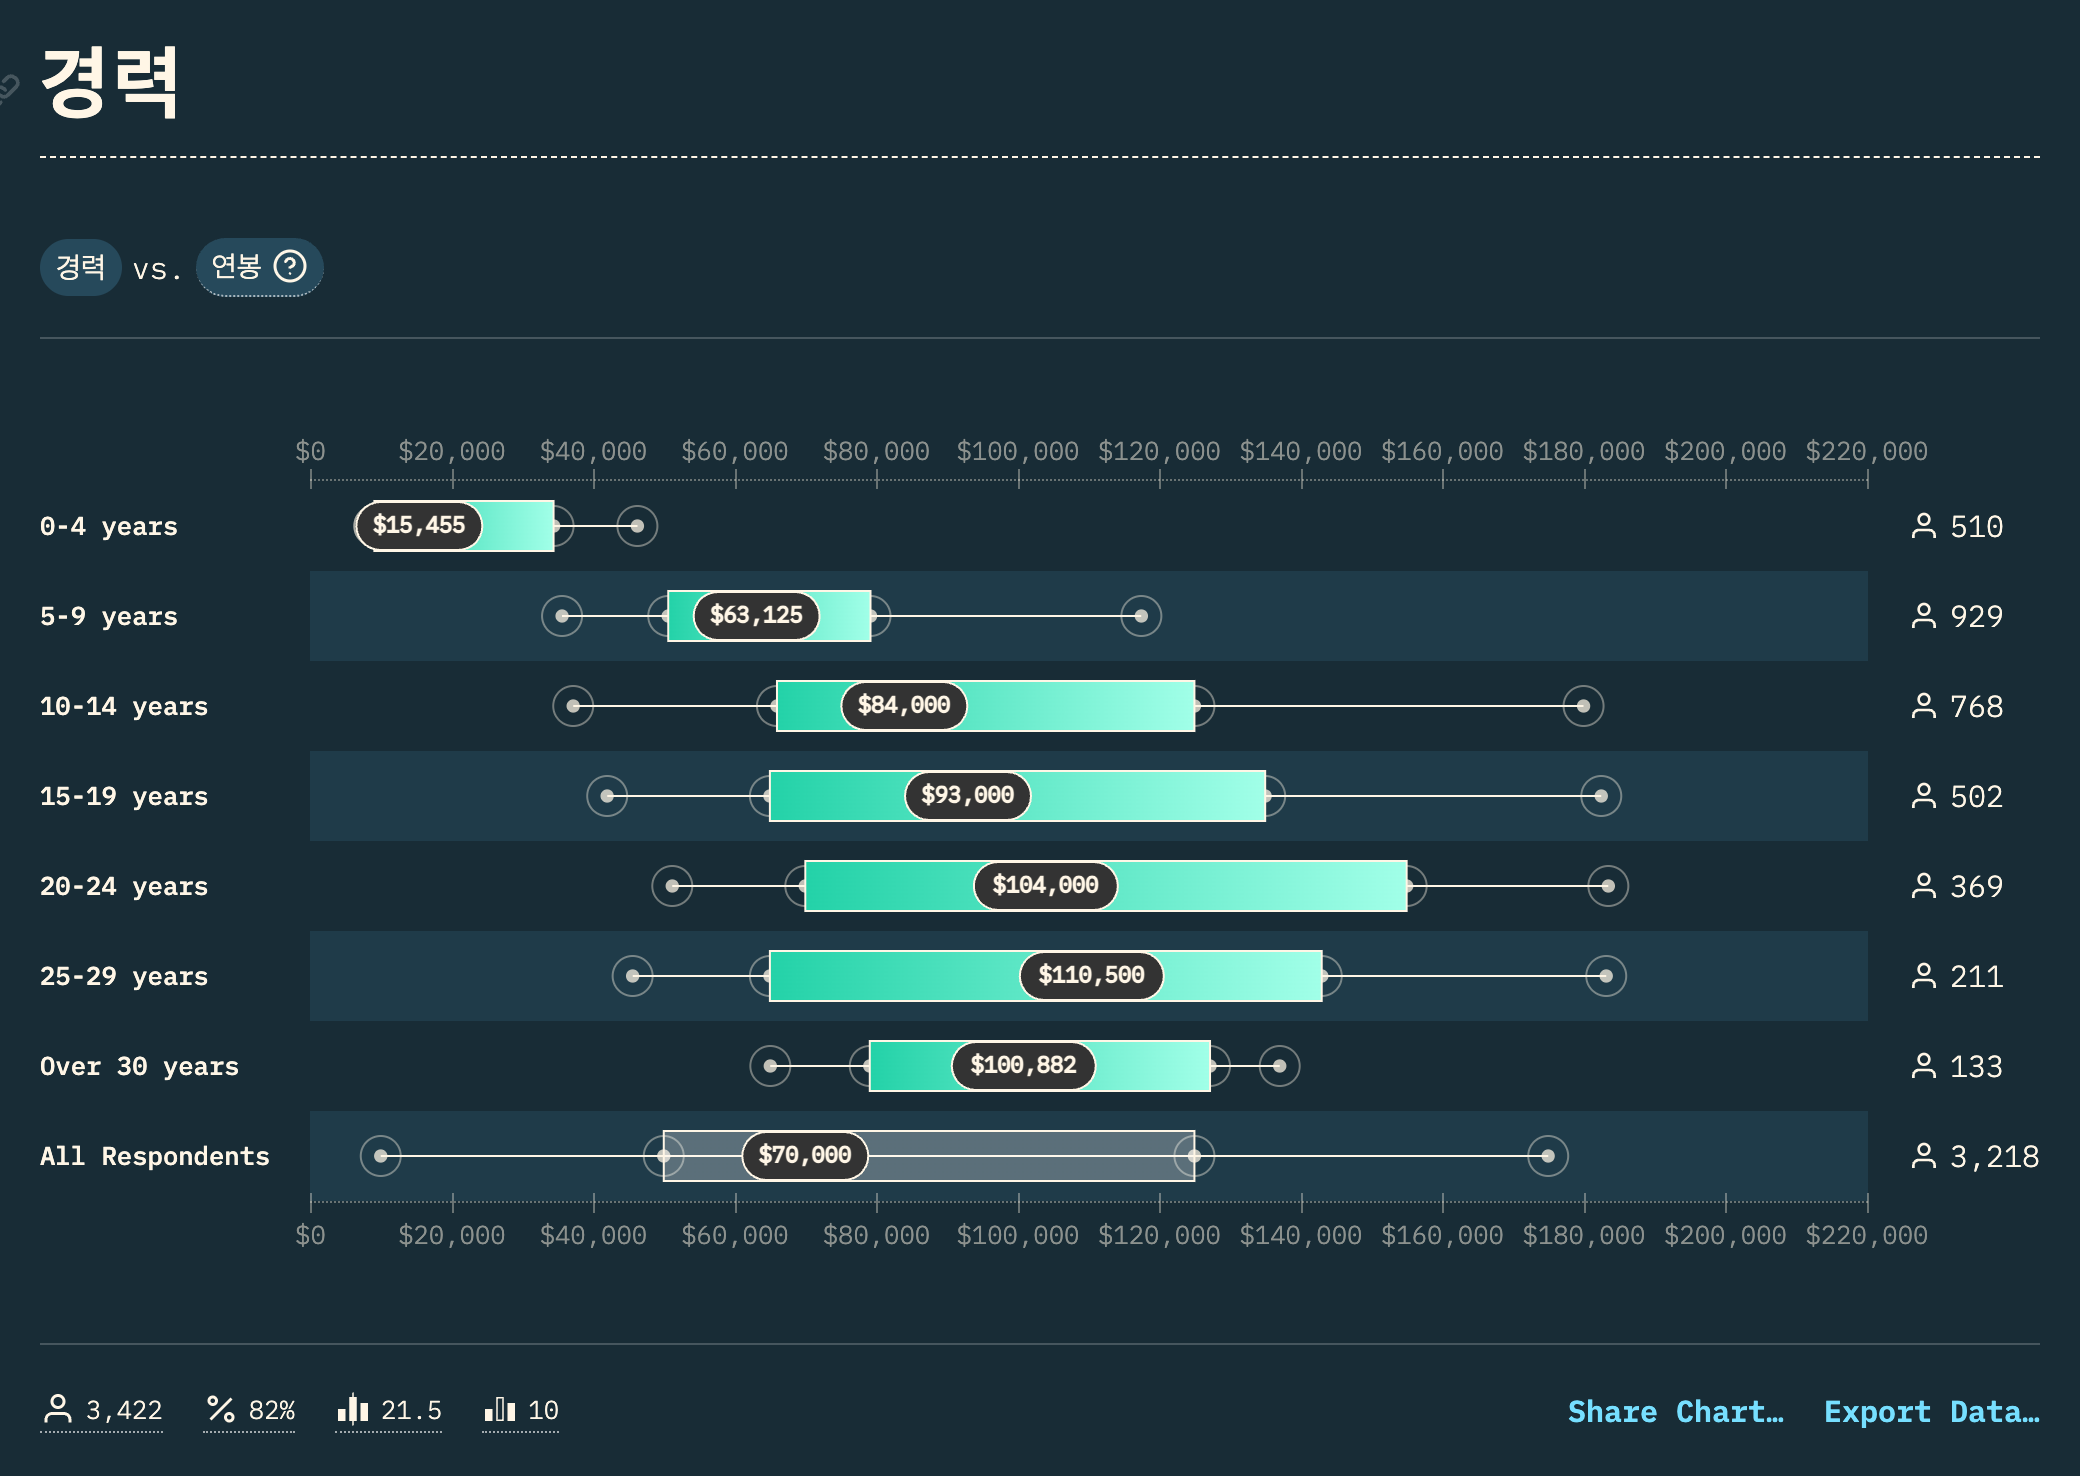 경력
경력 vs. 연봉
$0 $20,000 $40,000 $60,000 $80,000 $100,000 $120,000 $140,000 $160,000 $180,000 $200,000 $220,000
0-4 years $15,455 510
5-9 years $63,125 929
10-14 years $84,000 768
15-19 years $93,000 502
20-24 years $104,000 369
25-29 years $110,500 211
Over 30 years $100,882 133
All Respondents $70,000 3,218
$0 $20,000 $40,000 $60,000 $80,000 $100,000 $120,000 $140,000 $160,000 $180,000 $200,000 $220,000
3,422 82% 21.5 10 Share Chart… Export Data…